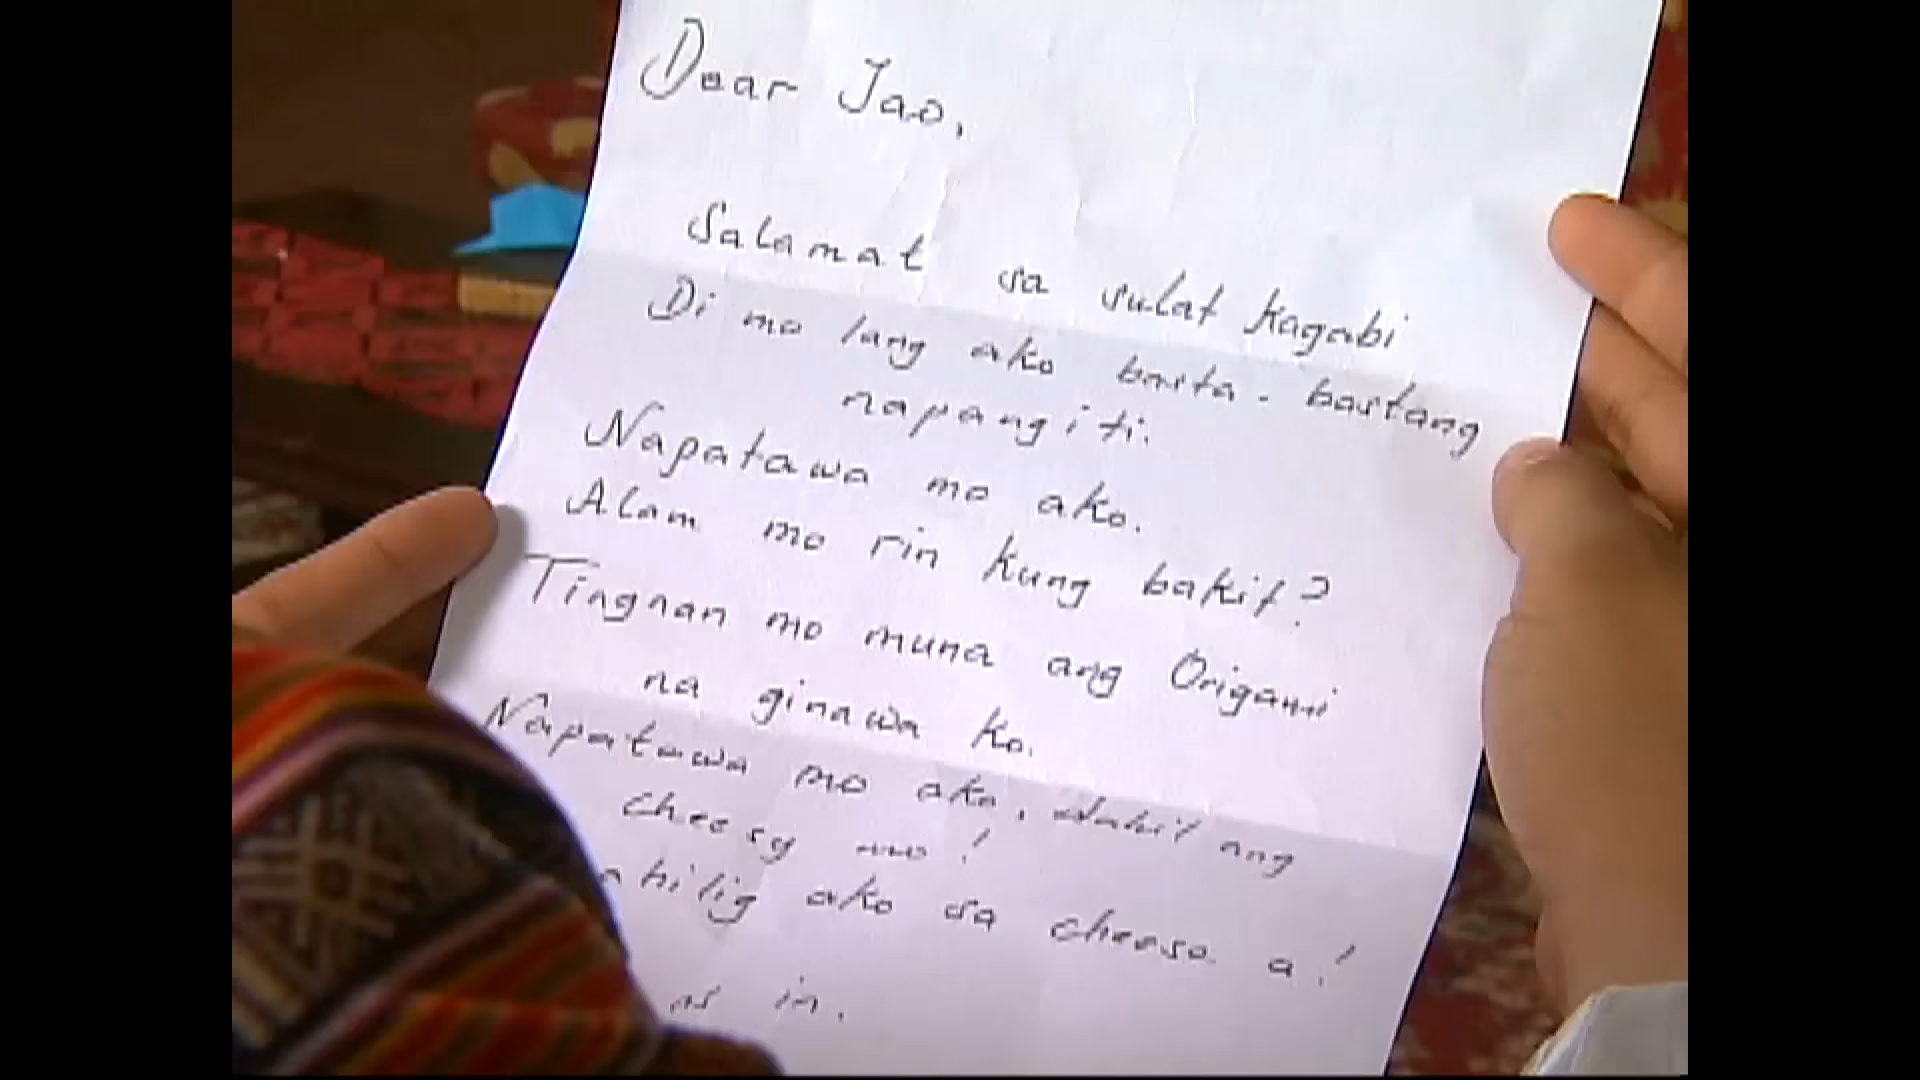 Dear Jao,
Salamat sa sulat kagabi
Di mo lang ako basta-bastang
napangiti.
Napatawa mo ako.
Alam mo rin kung bakit?
Tingnan mo muna ang Origami
na ginawa ko.
Napatawa mo ako, dahil ang
cheesy mo!
hilig ako sa cheese a!
as in.